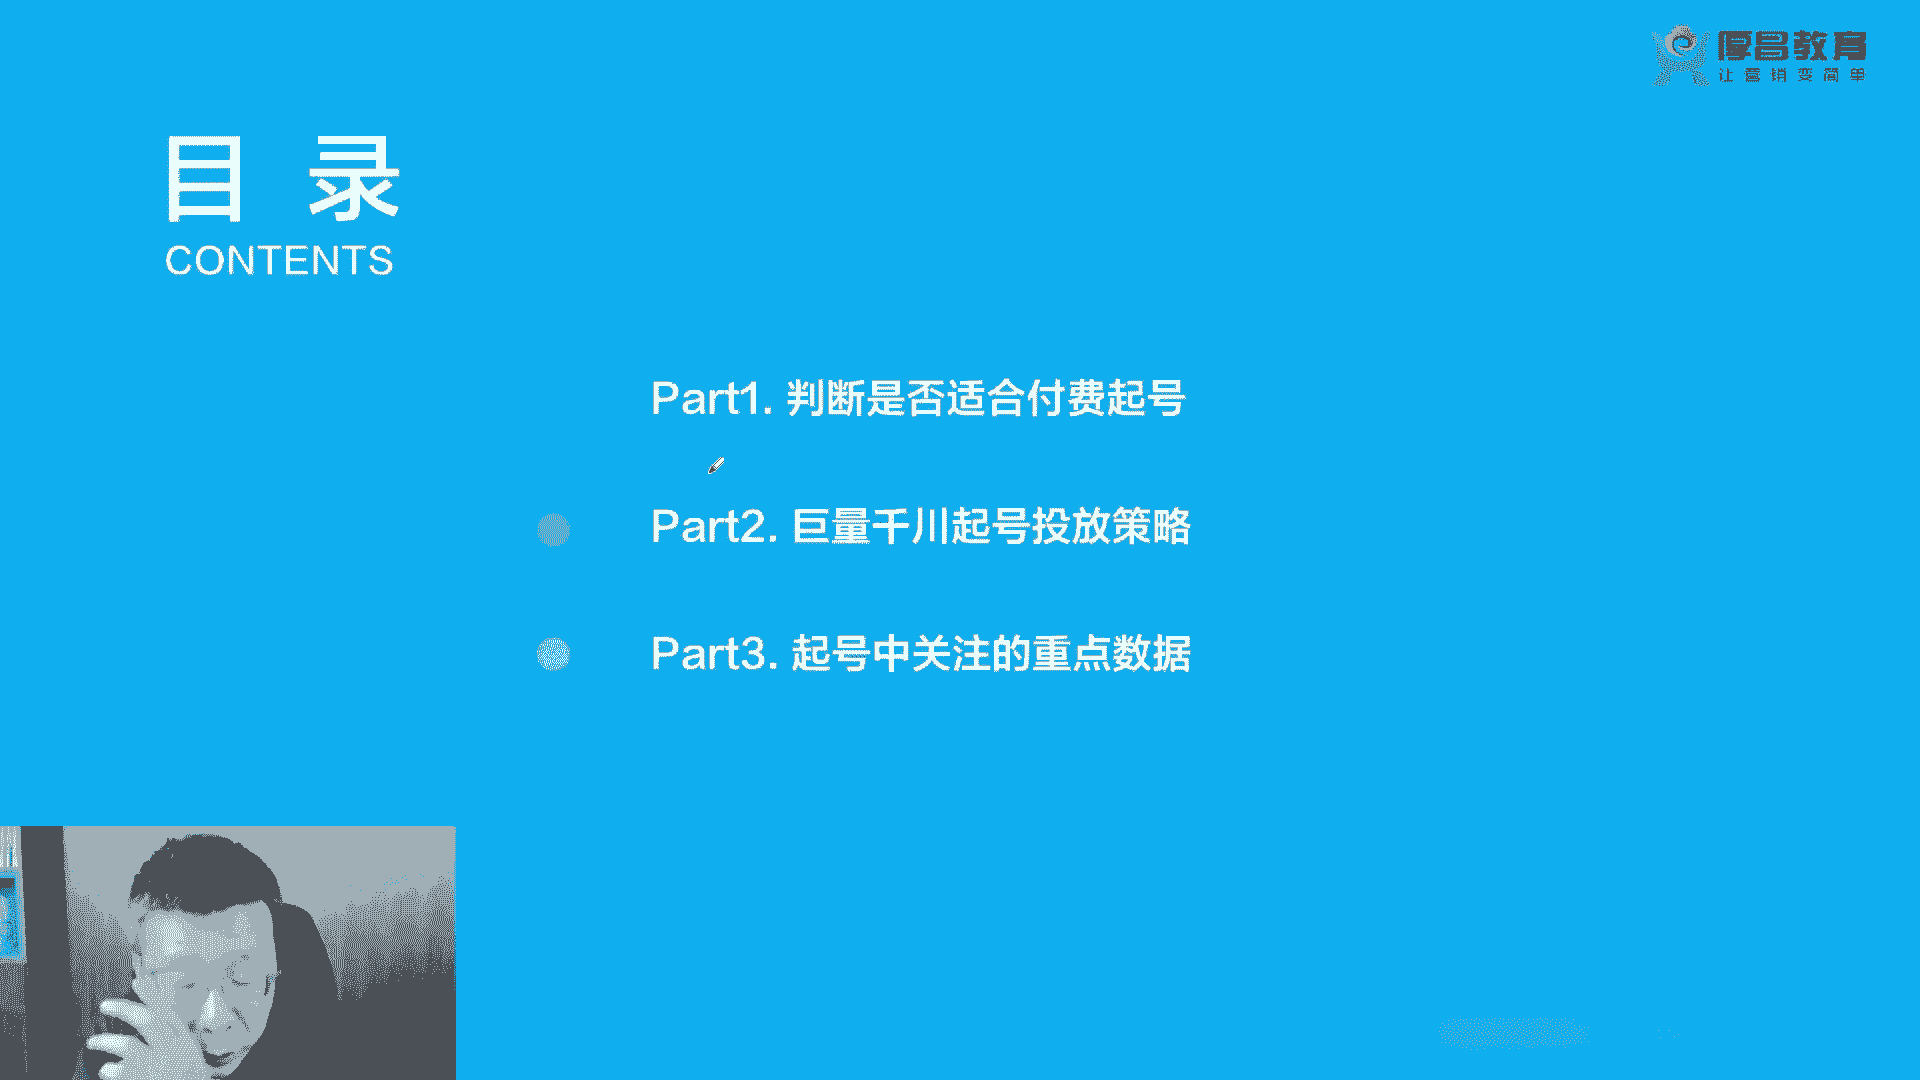 厚昌教育
让营销变简单
目 录
CONTENTS
Part1. 判断是否适合付费起号
Part2. 巨量千川起号投放策略
Part3. 起号中关注的重点数据